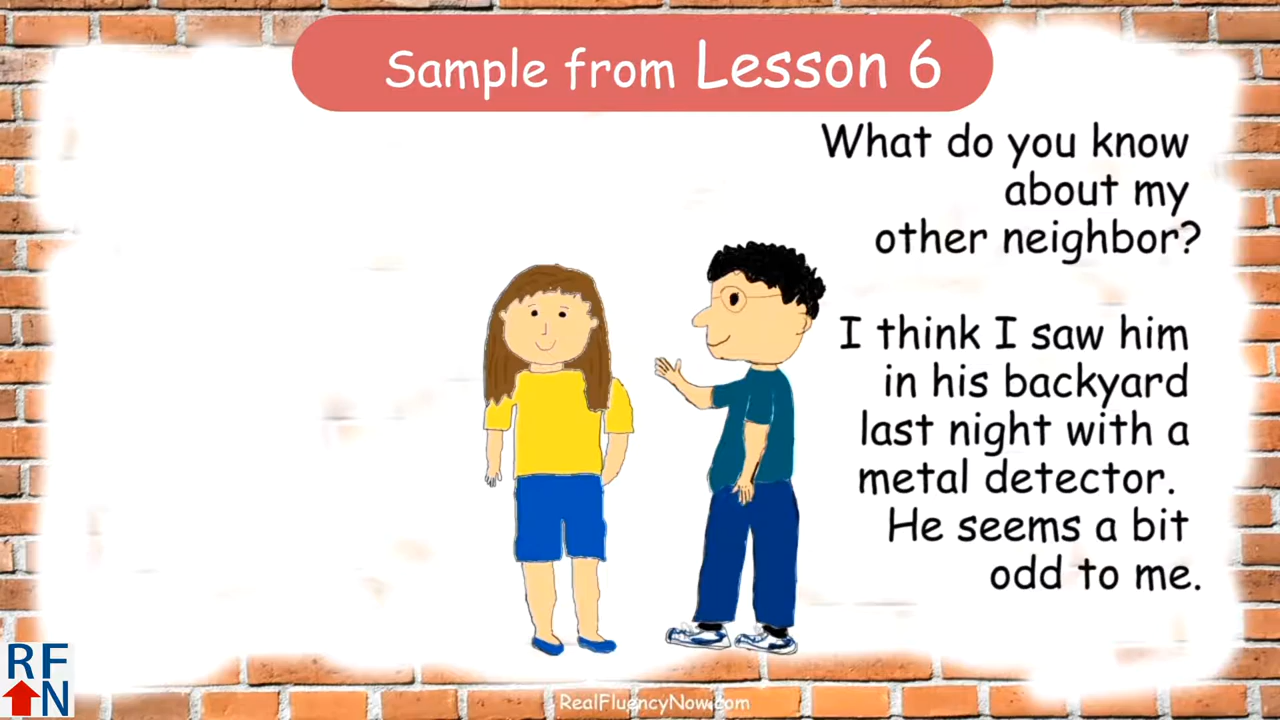 Sample from Lesson 6
What do you know
about my
other neighbor?
I think I saw him
in his backyard
last night with a
metal detector.
He seems a bit
odd to me.
RF
N
RealFluencyNow.com